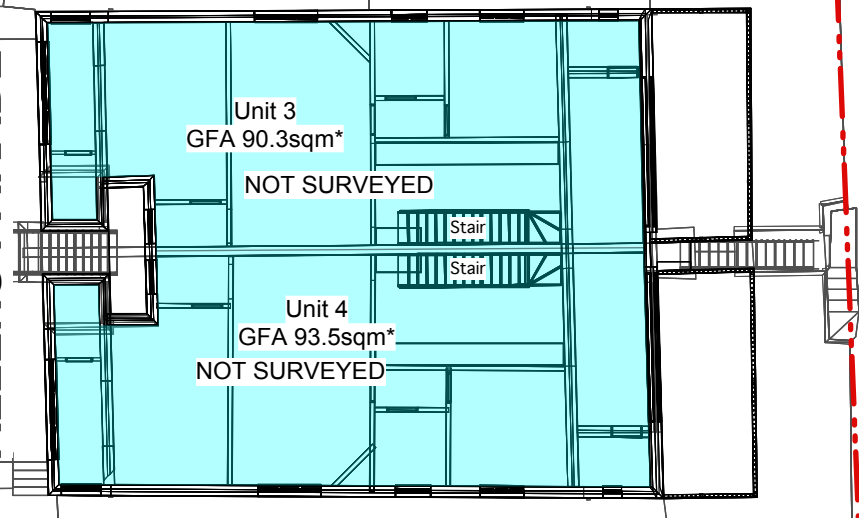 Unit 3
GFA 90.3sqm*
NOT SURVEYED
Stair
Stair
Unit 4
GFA 93.5sqm*
NOT SURVEYED